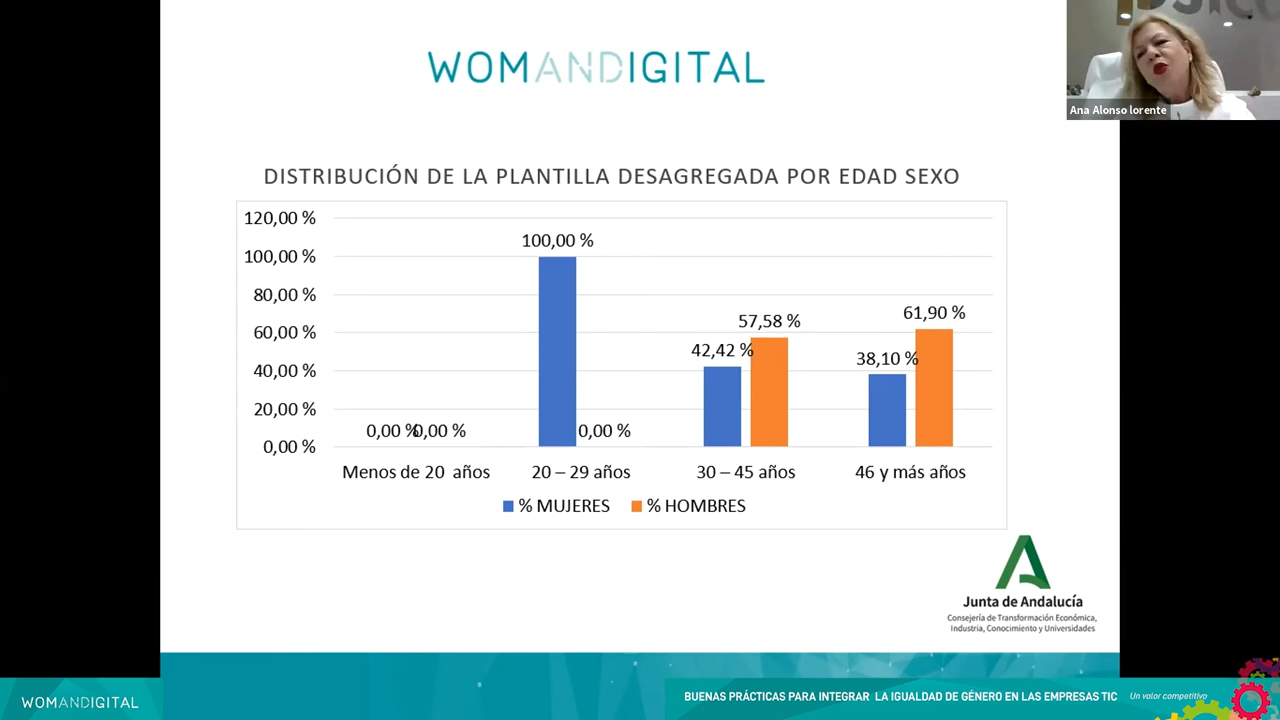 WOMANDIGITAL
Ana Alonso lorente
DISTRIBUCIÓN DE LA PLANTILLA DESAGREGADA POR EDAD SEXO
120,00 %
100,00 %
80,00 %
60,00 %
40,00 %
20,00 %
0,00 %
0,00 %
0,00 %
100,00 %
0,00 %
42,42 %
57,58 %
38,10 %
61,90 %
Menos de 20 años
20 – 29 años
30 – 45 años
46 y más años
% MUJERES
% HOMBRES
Junta de Andalucía
Consejería de Transformación Económica,
Industria, Conocimiento y Universidades
WOMANDIGITAL
BUENAS PRÁCTICAS PARA INTEGRAR LA IGUALDAD DE GÉNERO EN LAS EMPRESAS TIC
Un valor competitivo